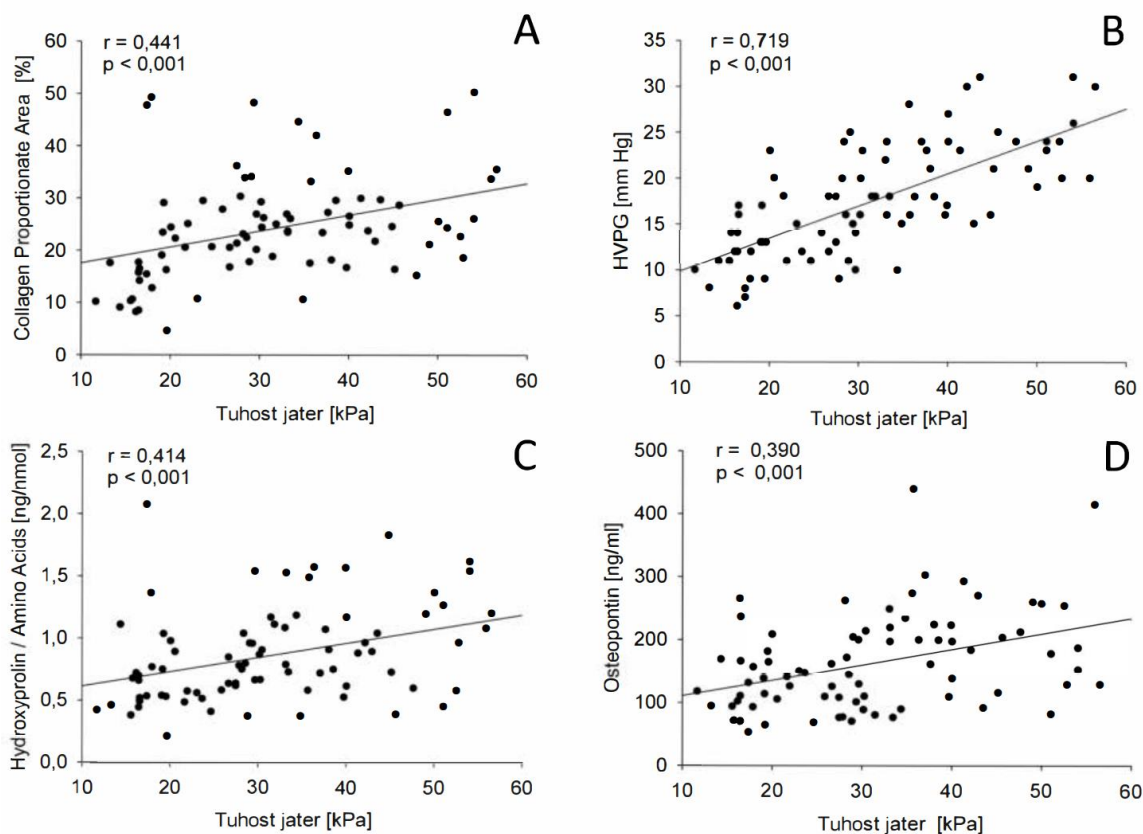 A
r = 0,441
p < 0,001
Collagen Proportionate Area [%]
60
50
40
30
20
10
0
10 20 30 40 50 60
Tuhost jater [kPa]
B
r = 0,719
p < 0,001
HVPG [mm Hg]
35
30
25
20
15
10
5
0
10 20 30 40 50 60
Tuhost jater [kPa]
C
r = 0,414
p < 0,001
Hydroxyprolin / Amino Acids [ng/nmol]
2,5
2,0
1,5
1,0
0,5
0,0
10 20 30 40 50 60
Tuhost jater [kPa]
D
r = 0,390
p < 0,001
Osteopontin [ng/ml]
500
400
300
200
100
0
10 20 30 40 50 60
Tuhost jater [kPa]